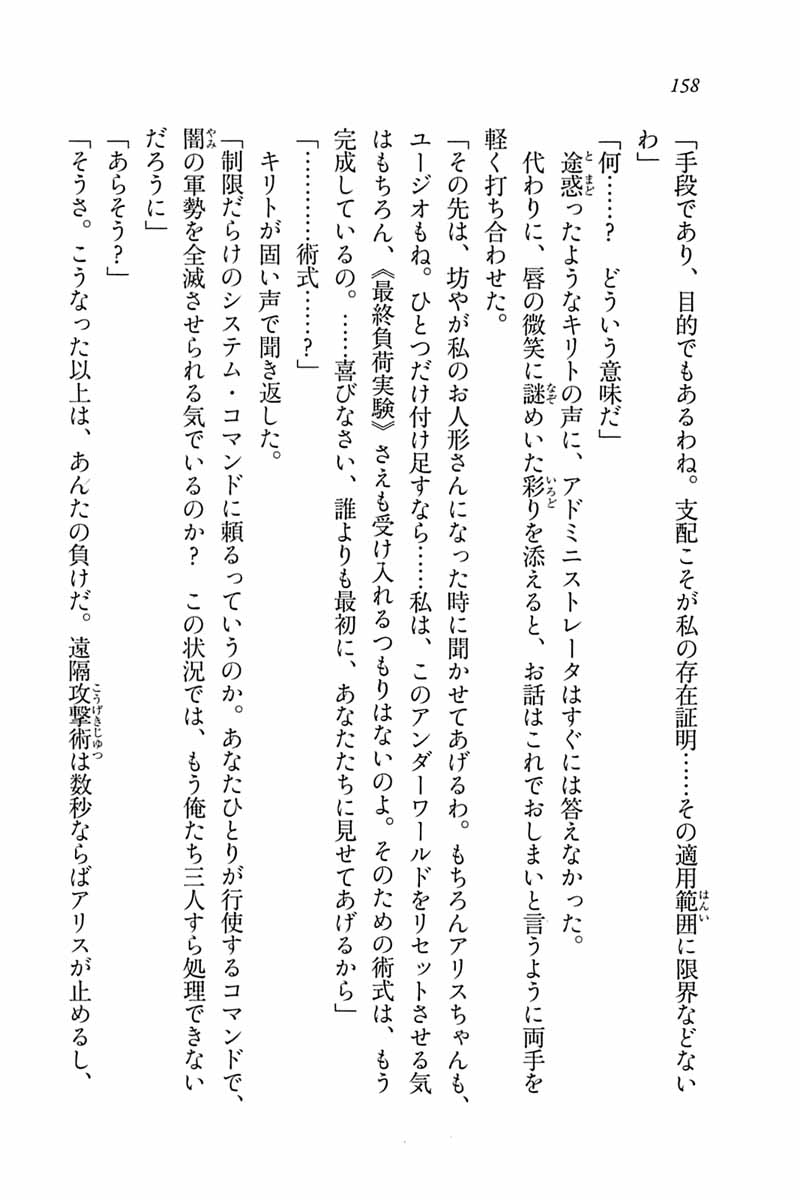 158
「手段であり、目的でもあるわね。支配こそが私の存在証明……その適用範囲に限界などない
わ」
「何……？　どういう意味だ」
　途惑ったようなキリトの声に、アドミニストレータはすぐには答えなかった。
　代わりに、唇の微笑に謎めいた彩りを添えると、お話はこれでおしまいと言うように両手を
軽く打ち合わせた。
「その先は、坊やが私のお人形さんになった時に聞かせてあげるわ。もちろんアリスちゃんも、
ユージオもね。ひとつだけ付け足すなら……私は、このアンダーワールドをリセットさせる気
はもちろん、《最終負荷実験》さえも受け入れるつもりはないのよ。そのための術式は、もう
完成しているの。……喜びなさい、誰よりも最初に、あなたたちに見せてあげるから」
「…………術式……？」
　キリトが固い声で聞き返した。
「制限だらけのシステム・コマンドに頼るっていうのか。あなたひとりが行使するコマンドで、
闇の軍勢を全滅させられる気でいるのか？　この状況では、もう俺たち三人すら処理できない
だろうに」
「あらそう？」
「そうさ。こうなった以上は、あんたの負けだ。遠隔攻撃術は数秒ならばアリスが止めるし、